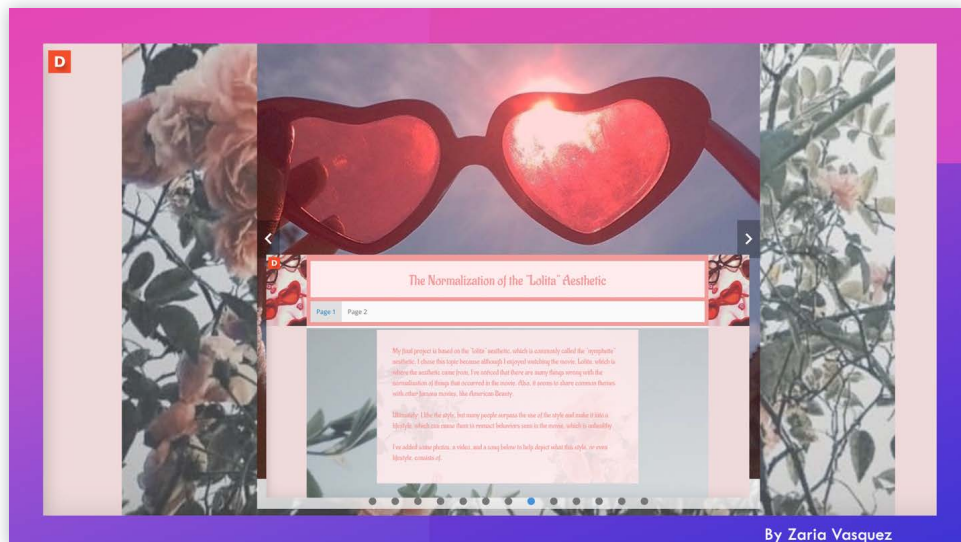 D
D
The Normalization of the "Lolita" Aesthetic
Page 1 Page 2
My final project is based on the "lolita" aesthetic, which is commonly called the "nymphette"
aesthetic. I chose this topic because although I enjoyed watching the movie, Lolita, which is
where the aesthetic came from, I've noticed that there are many things wrong with the
normalization of things that occurred in the movie. Also, it seems to share common themes
with other famous movies, like American Beauty.
Ultimately, I like the style, but many people surpass the use of the style and make it into a
lifestyle, which can cause them to reenact behaviors seen in the movie, which is unhealthy.
I've added some photos, a video, and a song below to help depict what this style, or even
lifestyle, consists of.
By Zaria Vasquez